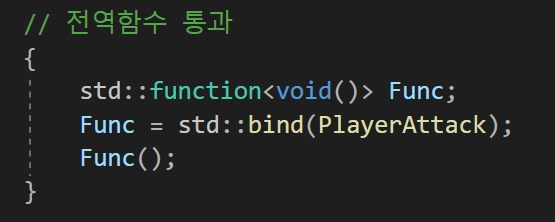 // 전역함수 통과
{
    std::function<void()> Func;
    Func = std::bind(PlayerAttack);
    Func();
}